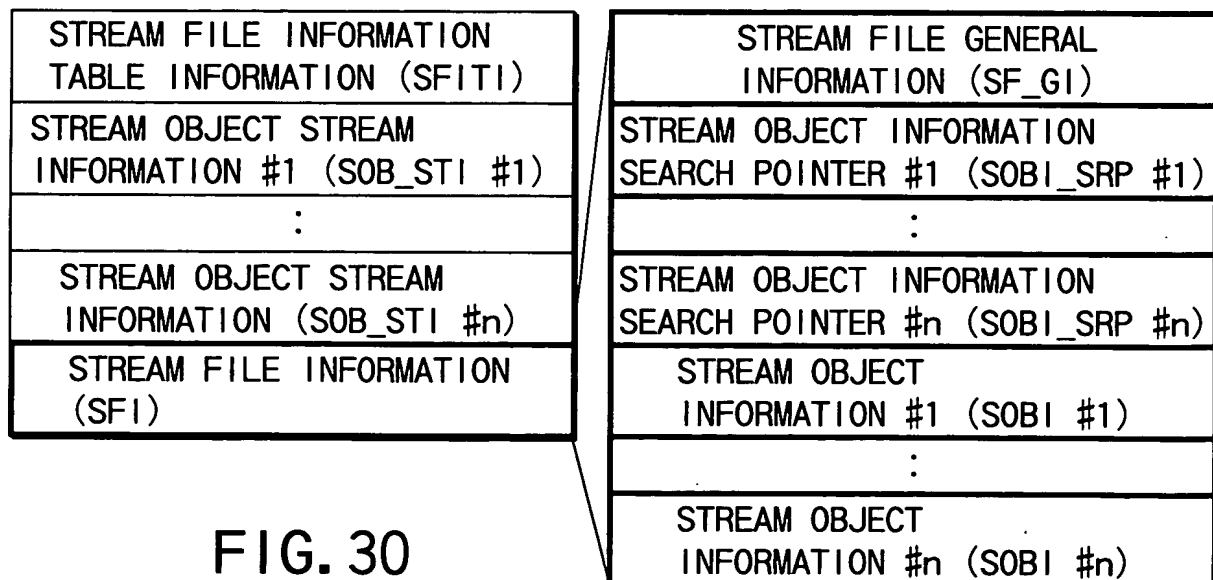 STREAM FILE INFORMATION
TABLE INFORMATION (SFITI)
STREAM OBJECT STREAM
INFORMATION #1 (SOB_STI #1)
:
STREAM OBJECT STREAM
INFORMATION (SOB_STI #n)
STREAM FILE INFORMATION
(SFI)
STREAM FILE GENERAL
INFORMATION (SF_GI)
STREAM OBJECT INFORMATION
SEARCH POINTER #1 (SOBI_SRP #1)
:
STREAM OBJECT INFORMATION
SEARCH POINTER #n (SOBI_SRP #n)
STREAM OBJECT
INFORMATION #1 (SOBI #1)
:
STREAM OBJECT
INFORMATION #n (SOBI #n)
FIG. 30